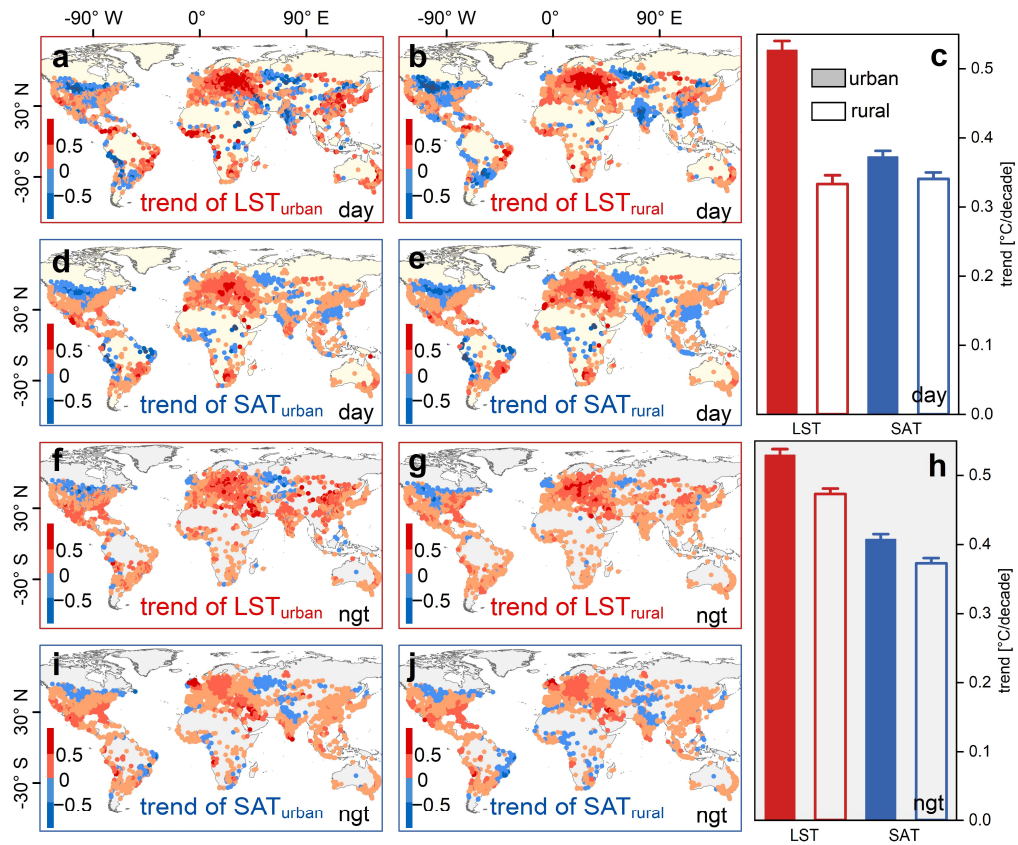 -90° W 0° 90° E -90° W 0° 90° E
a
30° N
-30° S
0.5
0
−0.5
trend of LSTurban day
b
0.5
0
−0.5
trend of LSTrural day
c
urban
rural
0.5
0.4
0.3
0.2
0.1
0.0
trend [°C/decade]
day
LST SAT
d
30° N
-30° S
0.5
0
−0.5
trend of SATurban day
e
0.5
0
−0.5
trend of SATrural day
f
30° N
-30° S
0.5
0
−0.5
trend of LSTurban ngt
g
0.5
0
−0.5
trend of LSTrural ngt
h
0.5
0.4
0.3
0.2
0.1
0.0
trend [°C/decade]
ngt
LST SAT
i
30° N
-30° S
0.5
0
−0.5
trend of SATurban ngt
j
0.5
0
−0.5
trend of SATrural ngt